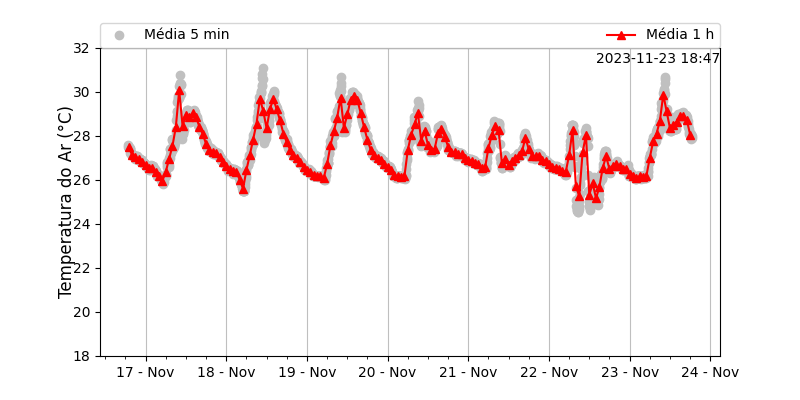 Média 5 min
Média 1 h
2023-11-23 18:47
Temperatura do Ar (°C)
32
30
28
26
24
22
20
18
17 - Nov
18 - Nov
19 - Nov
20 - Nov
21 - Nov
22 - Nov
23 - Nov
24 - Nov